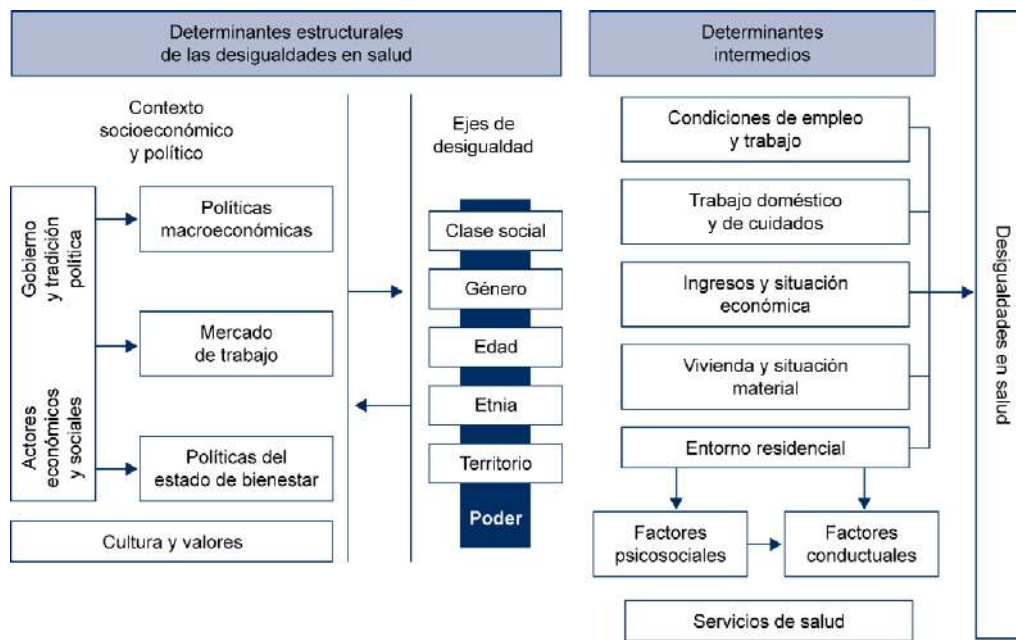 Determinantes estructurales
de las desigualdades en salud
Determinantes
intermedios
Contexto
socioeconómico
y político
Ejes de
desigualdad
Gobierno
y tradición
política
Actores
económicos
y sociales
Políticas
macroeconómicas
Mercado
de trabajo
Políticas del
estado de bienestar
Cultura y valores
Clase social
Género
Edad
Etnia
Territorio
Poder
Condiciones de empleo
y trabajo
Trabajo doméstico
y de cuidados
Ingresos y situación
económica
Vivienda y situación
material
Entorno residencial
Factores
psicosociales
Factores
conductuales
Servicios de salud
Desigualdades en salud